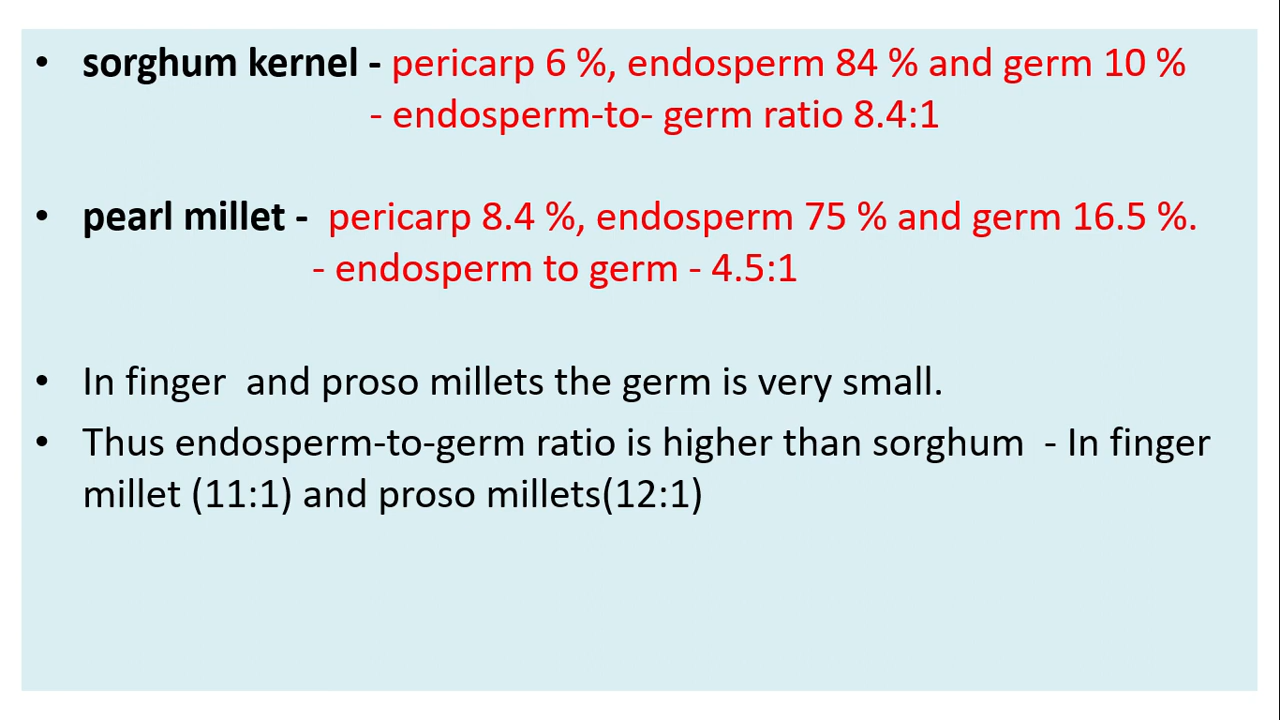 • sorghum kernel - pericarp 6 %, endosperm 84 % and germ 10 %
- endosperm-to- germ ratio 8.4:1
• pearl millet - pericarp 8.4 %, endosperm 75 % and germ 16.5 %.
- endosperm to germ - 4.5:1
• In finger and proso millets the germ is very small.
• Thus endosperm-to-germ ratio is higher than sorghum - In finger
millet (11:1) and proso millets(12:1)